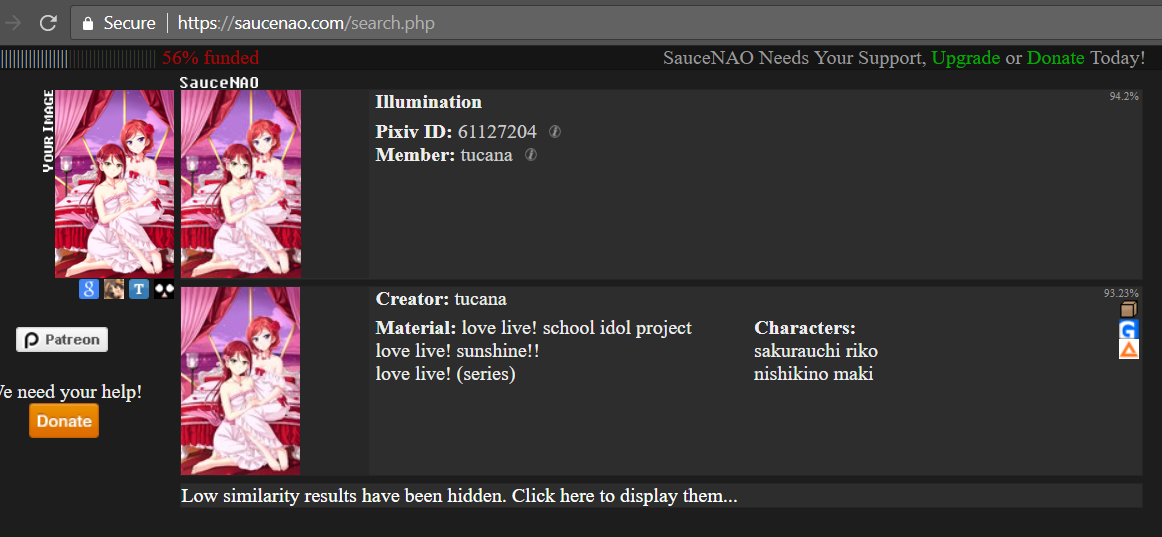 Secure https://saucenao.com/search.php
56% funded
SauceNAO Needs Your Support, Upgrade or Donate Today!
SauceNAO
YOUR IMAGE
Illumination
94.2%
Pixiv ID: 61127204
Member: tucana
Patreon
We need your help!
Donate
Creator: tucana
93.23%
Material: love live! school idol project
love live! sunshine!!
love live! (series)
Characters:
sakurauchi riko
nishikino maki
Low similarity results have been hidden. Click here to display them...